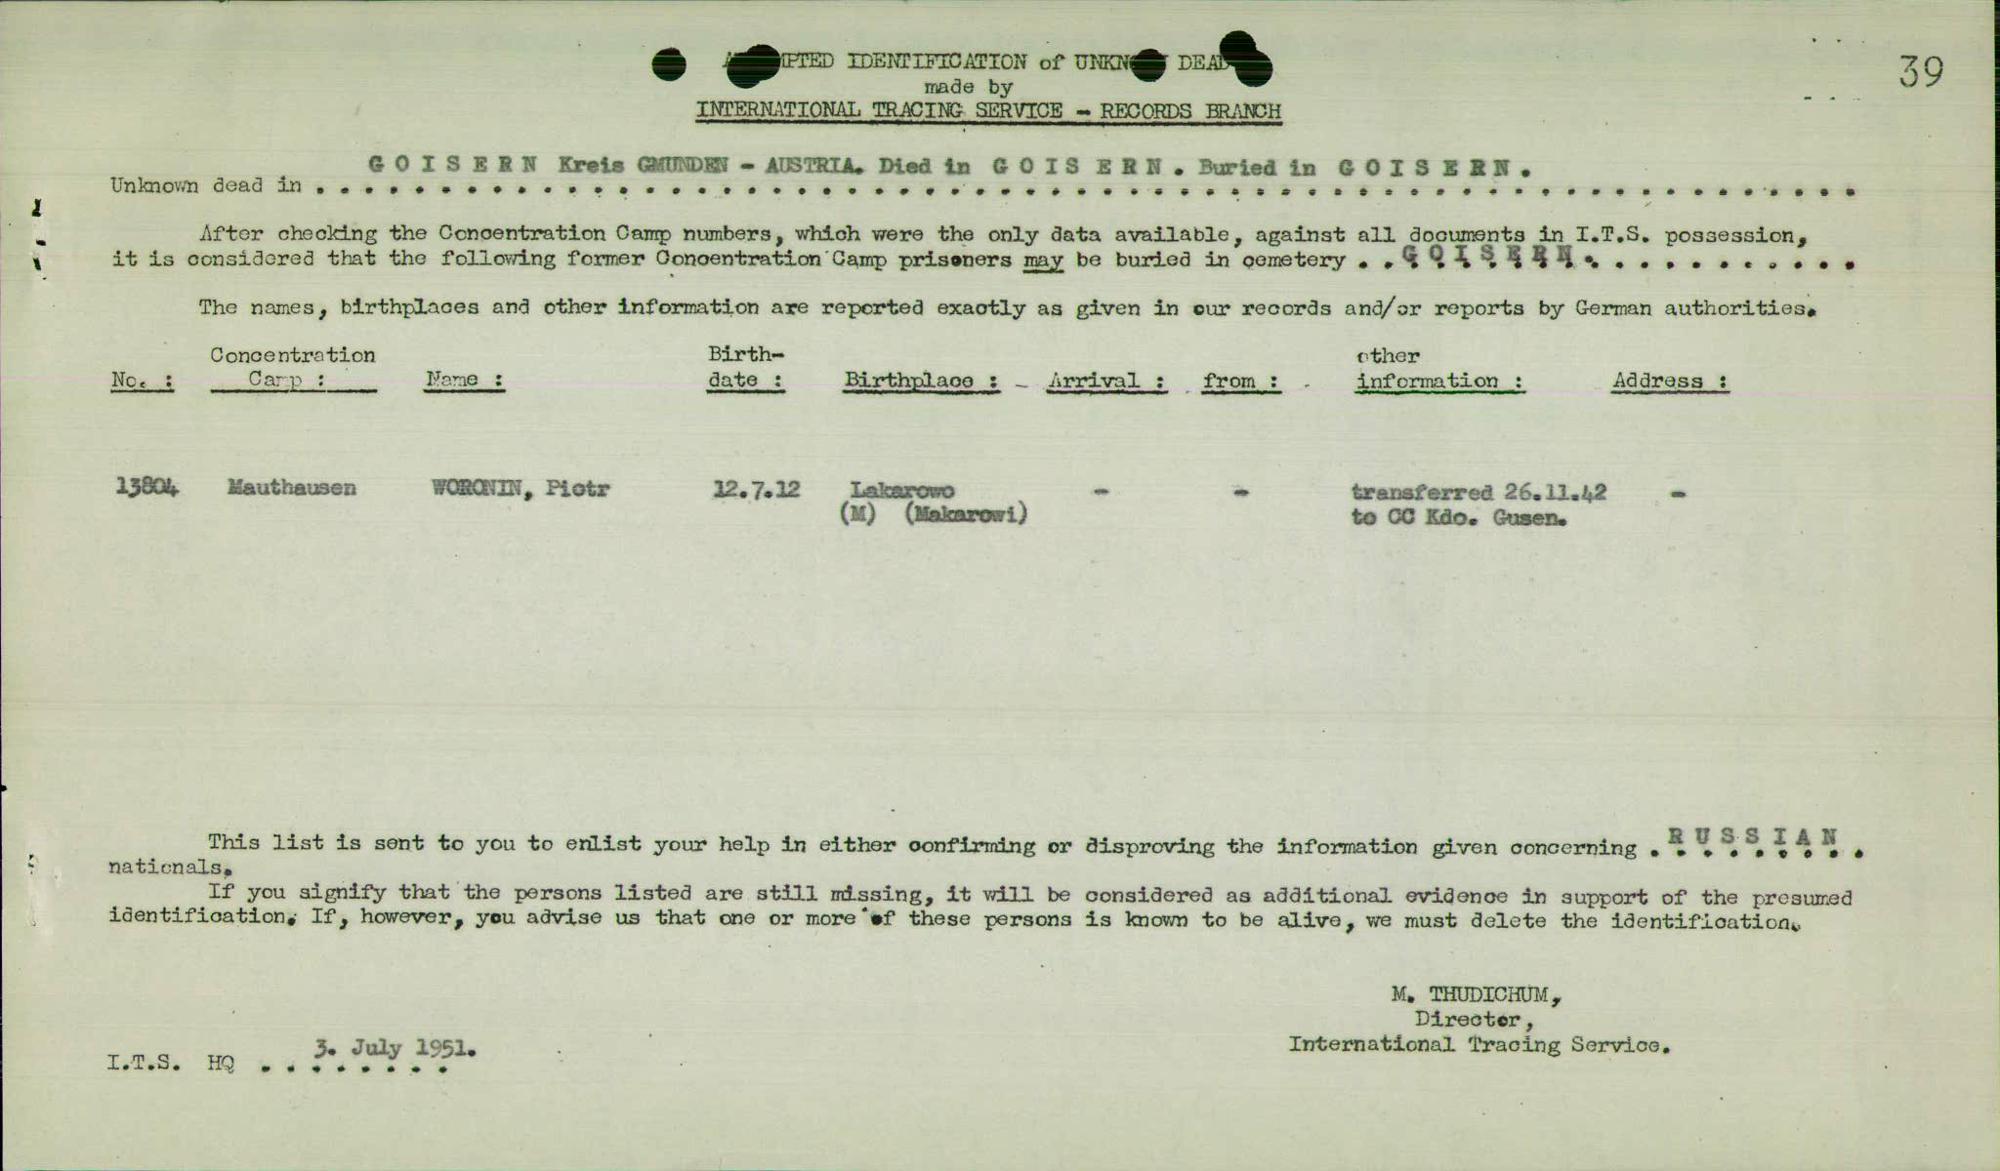 39
IDENTIFICATION of DEAD
made by
INTERNATIONAL TRACING SERVICE - RECORDS BRANCH
G O I S E R N Kreis GMUNDEN - AUSTRIA. Died in G O I S E R N . Buried in G O I S E R N .
Unknown dead in . . . . . . . . . . . . . . . . . . . . . . . . . . . . . . . . . . . . . . . . . . . . . . . . . . . . . . . . . . . .
After checking the Concentration Camp numbers, which were the only data available, against all documents in I.T.S. possession,
it is considered that the following former Concentration Camp prisoners may be buried in cemetery . . G O I S E R N . . . . . . . . . . .
The names, birthplaces and other information are reported exactly as given in our records and/or reports by German authorities.
Concentration Birth- other
No. : Camp : Name : date : Birthplace : - Arrival : from : - information : Address :
13804 Mauthausen WORONIN, Piotr 12.7.12 Lakarowo - - transferred 26.11.42 -
(M) (Makarowi) to CC Kdo. Gusen.
This list is sent to you to enlist your help in either confirming or disproving the information given concerning . R U S S I A N .
nationals.
If you signify that the persons listed are still missing, it will be considered as additional evidence in support of the presumed
identification. If, however, you advise us that one or more of these persons is known to be alive, we must delete the identification.
M. THUDICHUM,
Director,
International Tracing Service.
I.T.S. HQ . . 3. July 1951.